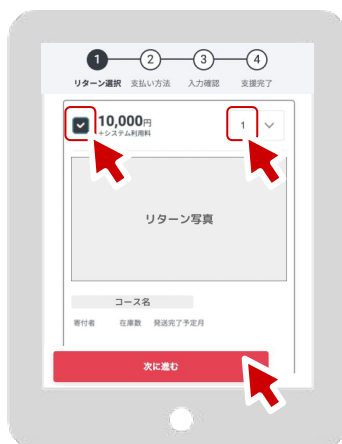 1 2 3 4
リターン選択 支払い方法 入力確認 支援完了
10,000円 1
+システム利用料
リターン写真
コース名
寄付者 在庫数 発送完了予定月
次に進む